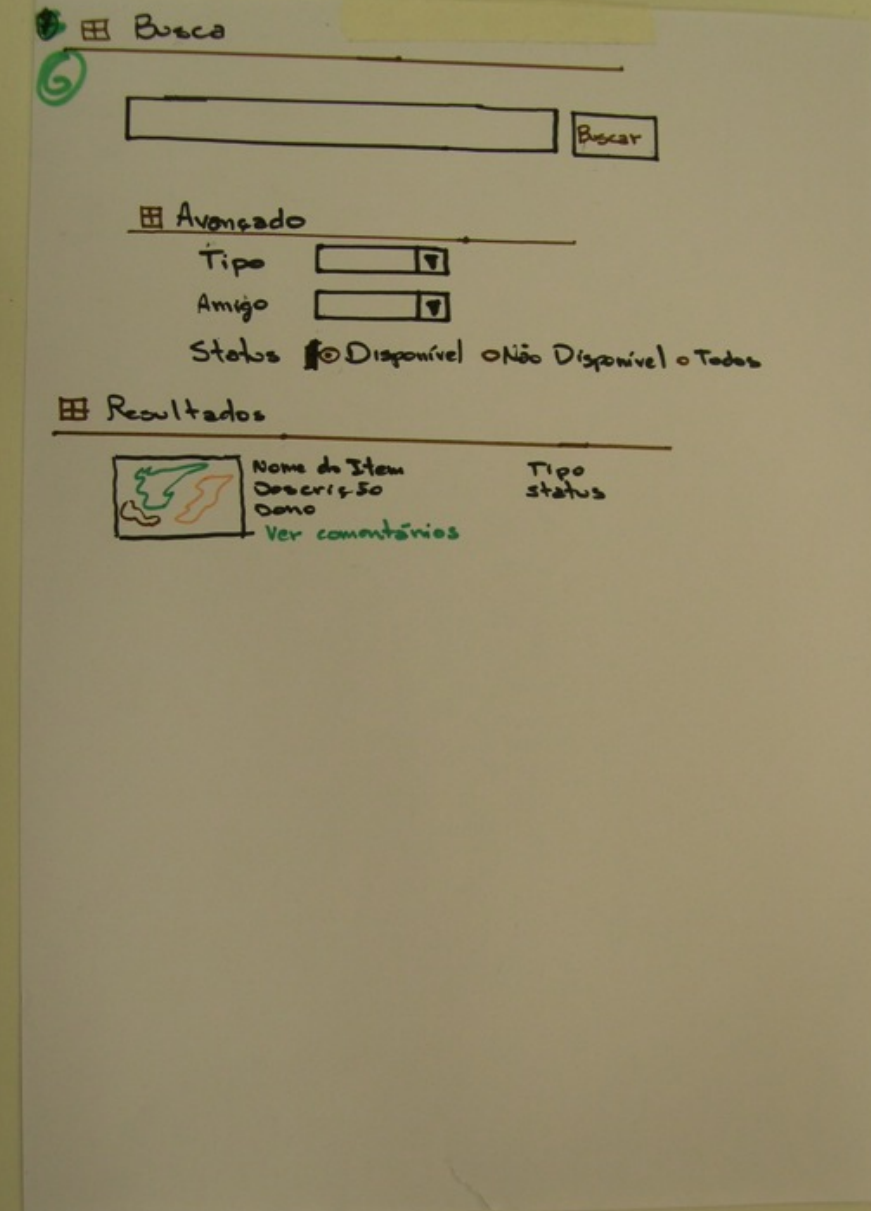 Busca
6
Buscar
Avançado
Tipo
Amigo
Status Disponível Não Disponível Todos
Resultados
Nome do Item Tipo
Descrição Status
Dono
Ver comentários